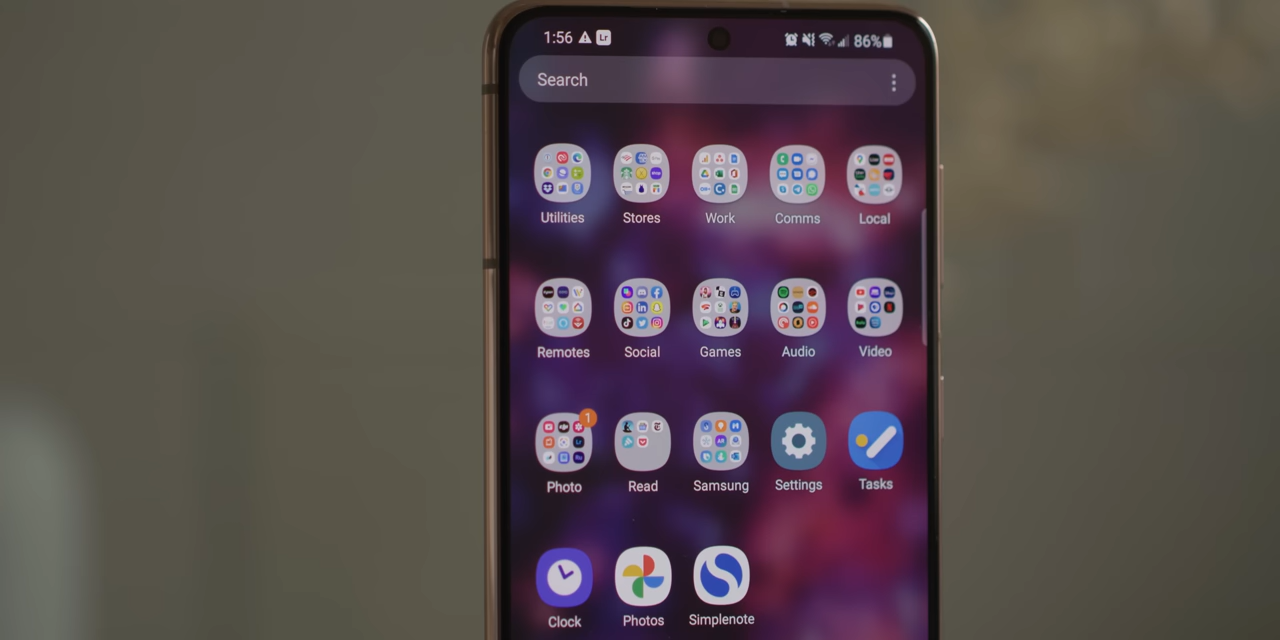 1:56 Lr 86%
Search
Utilities Stores Work Comms Local
Remotes Social Games Audio Video
1
Photo Read Samsung Settings Tasks
Clock Photos Simplenote